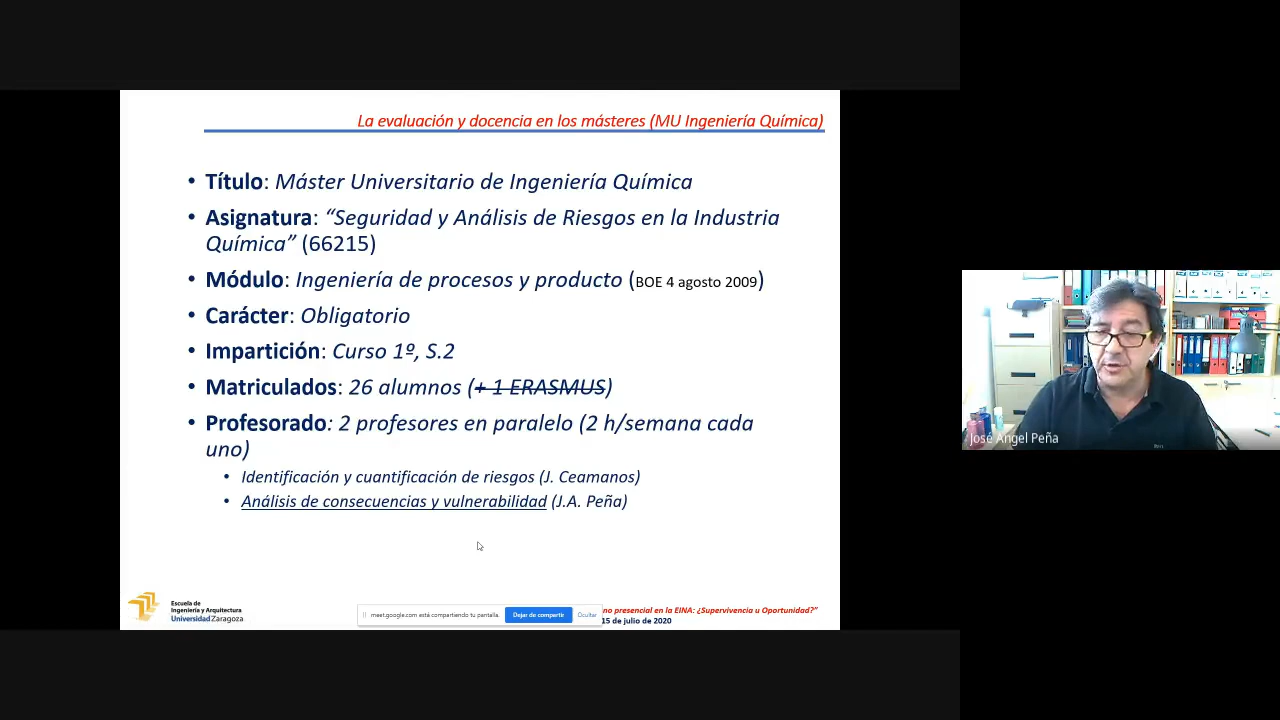 La evaluación y docencia en los másteres (MU Ingeniería Química)
• Título: Máster Universitario de Ingeniería Química
• Asignatura: “Seguridad y Análisis de Riesgos en la Industria
Química” (66215)
• Módulo: Ingeniería de procesos y producto (BOE 4 agosto 2009)
• Carácter: Obligatorio
• Impartición: Curso 1º, S.2
• Matriculados: 26 alumnos (+ 1 ERASMUS)
• Profesorado: 2 profesores en paralelo (2 h/semana cada
uno)
• Identificación y cuantificación de riesgos (J. Ceamanos)
• Análisis de consecuencias y vulnerabilidad (J.A. Peña)
Escuela de
Ingeniería y Arquitectura
Universidad Zaragoza
meet.google.com está compartiendo tu pantalla.
Dejar de compartir
Ocultar
no presencial en la EINA: ¿Supervivencia u Oportunidad?”
15 de julio de 2020
José Ángel Peña